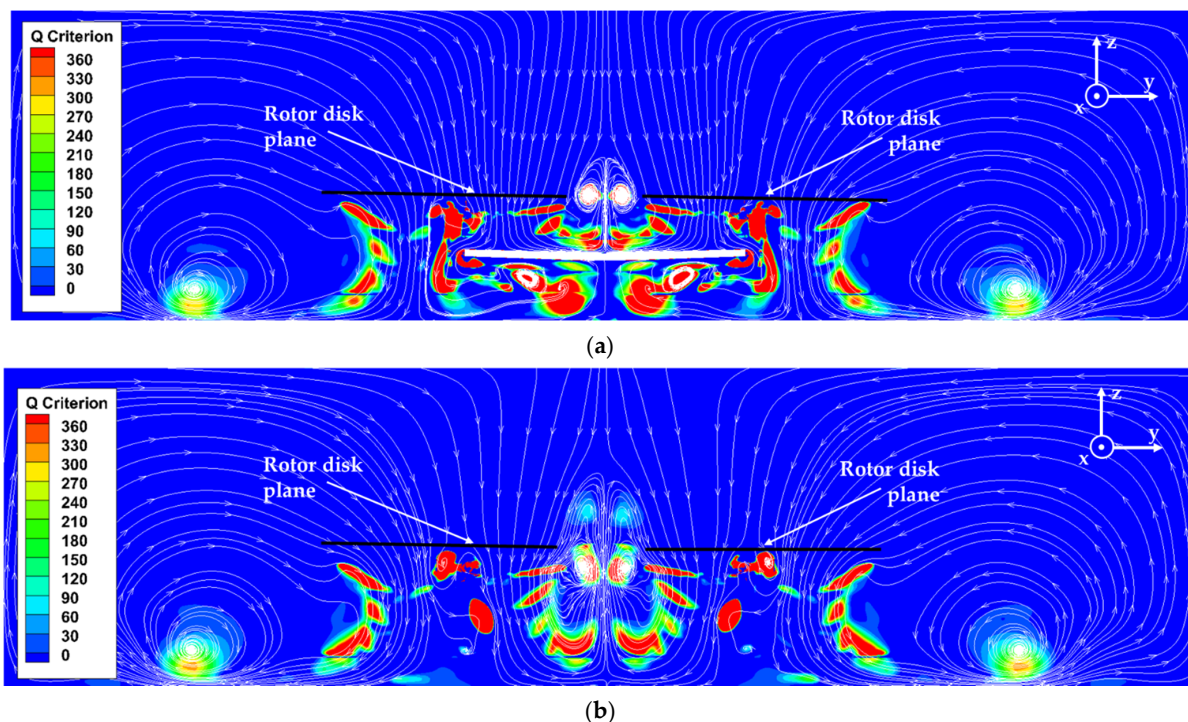 Q Criterion
360
330
300
270
240
210
180
150
120
90
60
30
0
Rotor disk
plane
Rotor disk
plane
z
y
x
(a)
Q Criterion
360
330
300
270
240
210
180
150
120
90
60
30
0
Rotor disk
plane
Rotor disk
plane
z
y
x
(b)